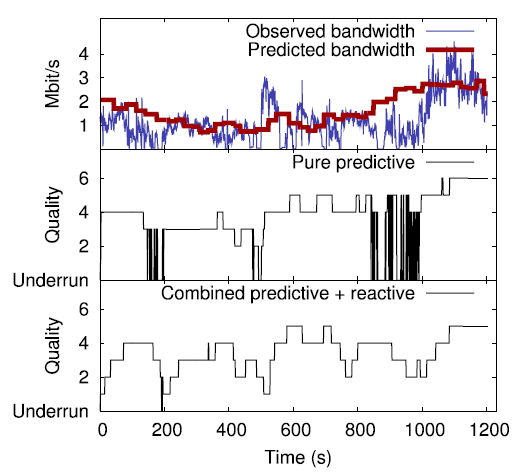 Observed bandwidth
Predicted bandwidth
Mbit/s
4
3
2
1
Pure predictive
Quality
6
4
2
Underrun
Combined predictive + reactive
Quality
6
4
2
Underrun
0 200 400 600 800 1000 1200
Time (s)